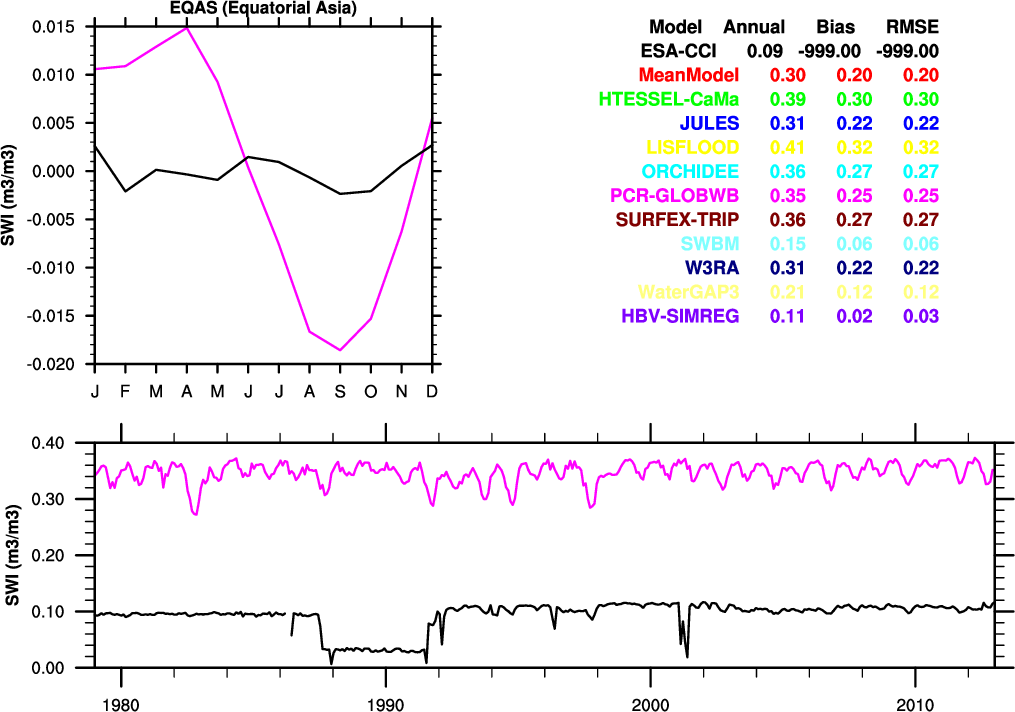 EQAS (Equatorial Asia)
0.015
0.010
0.005
0.000
-0.005
-0.010
-0.015
-0.020
SWI (m3/m3)
J F M A M J J A S O N D
Model Annual Bias RMSE
ESA-CCI 0.09 -999.00 -999.00
MeanModel 0.30 0.20 0.20
HTESSEL-CaMa 0.39 0.30 0.30
JULES 0.31 0.22 0.22
LISFLOOD 0.41 0.32 0.32
ORCHIDEE 0.36 0.27 0.27
PCR-GLOBWB 0.35 0.25 0.25
SURFEX-TRIP 0.36 0.27 0.27
SWBM 0.15 0.06 0.06
W3RA 0.31 0.22 0.22
WaterGAP3 0.21 0.12 0.12
HBV-SIMREG 0.11 0.02 0.03
0.40
0.30
0.20
0.10
0.00
SWI (m3/m3)
1980 1990 2000 2010